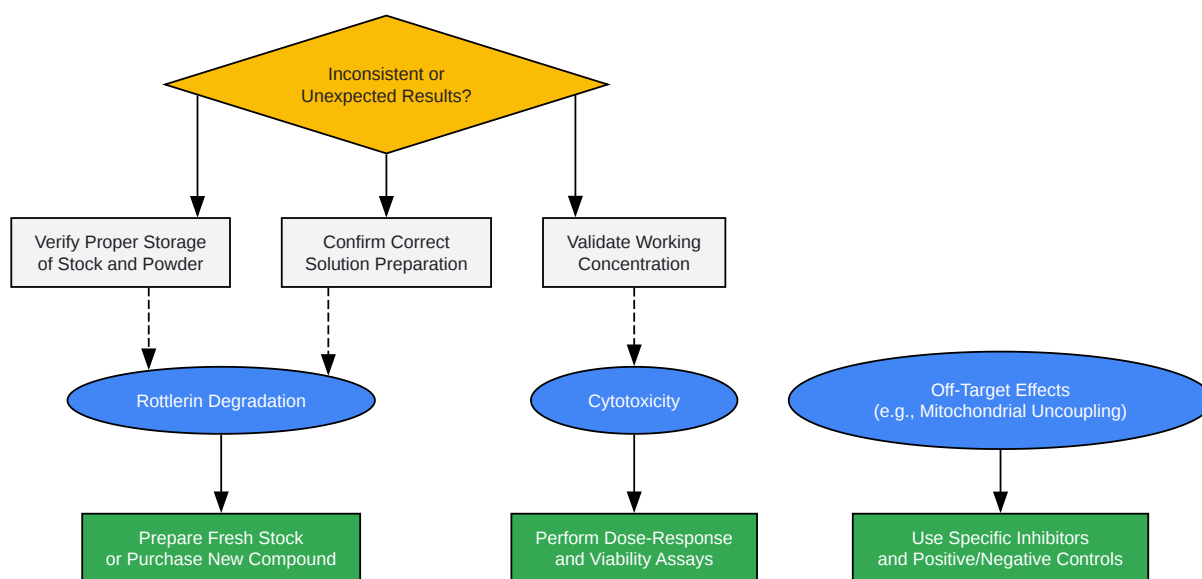 Inconsistent or
Unexpected Results?
Verify Proper Storage
of Stock and Powder
Confirm Correct
Solution Preparation
Validate Working
Concentration
Rottlerin Degradation
Cytotoxicity
Off-Target Effects
(e.g., Mitochondrial Uncoupling)
Prepare Fresh Stock
or Purchase New Compound
Perform Dose-Response
and Viability Assays
Use Specific Inhibitors
and Positive/Negative Controls